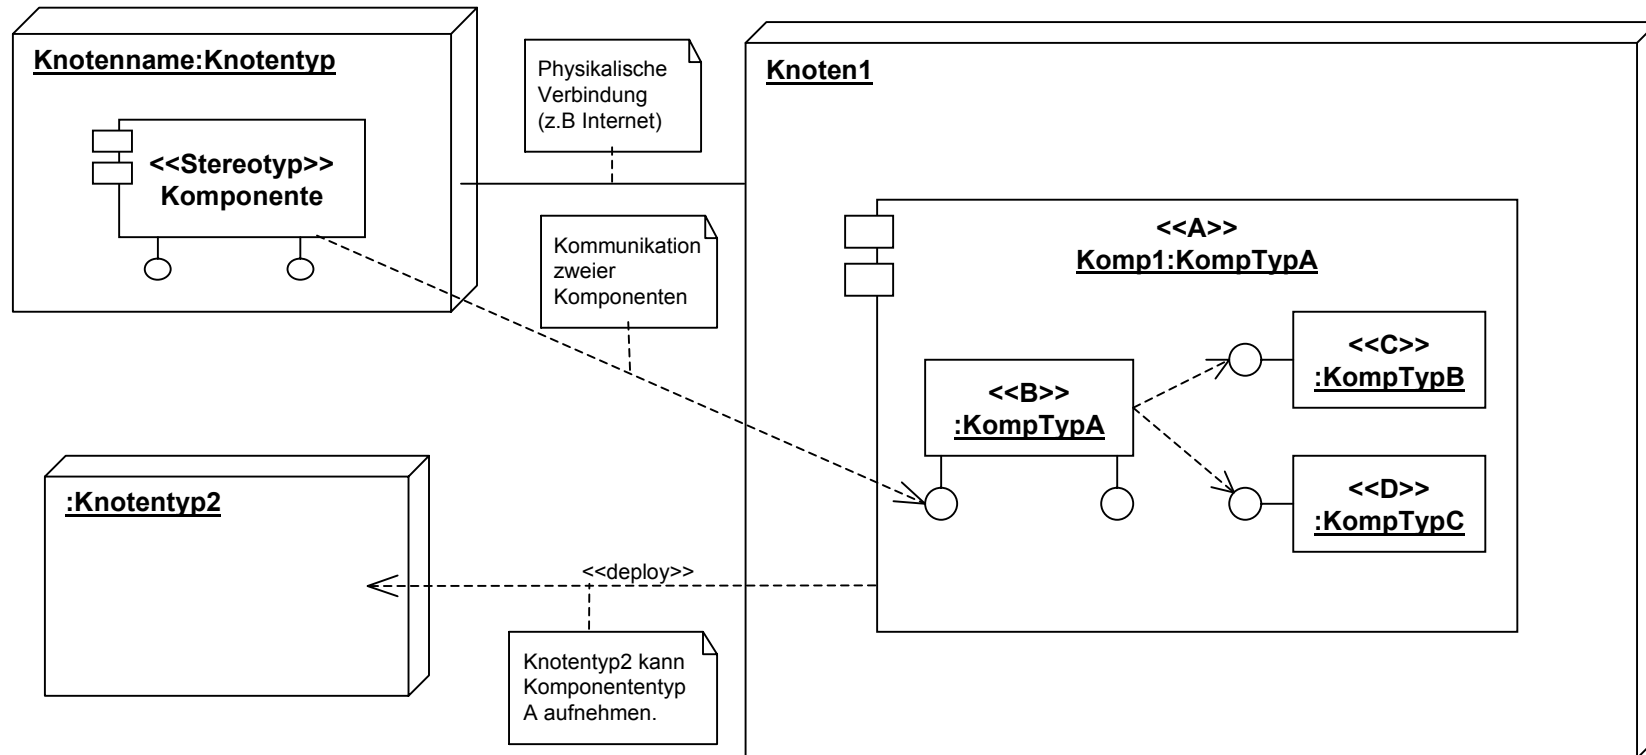 Knotenname:Knotentyp
<<Stereotyp>>
Komponente
Physikalische
Verbindung
(z.B Internet)
Kommunikation
zweier
Komponenten
Knoten1
<<A>>
Komp1:KompTypA
<<B>>
:KompTypA
<<C>>
:KompTypB
<<D>>
:KompTypC
:Knotentyp2
<<deploy>>
Knotentyp2 kann
Komponententyp
A aufnehmen.